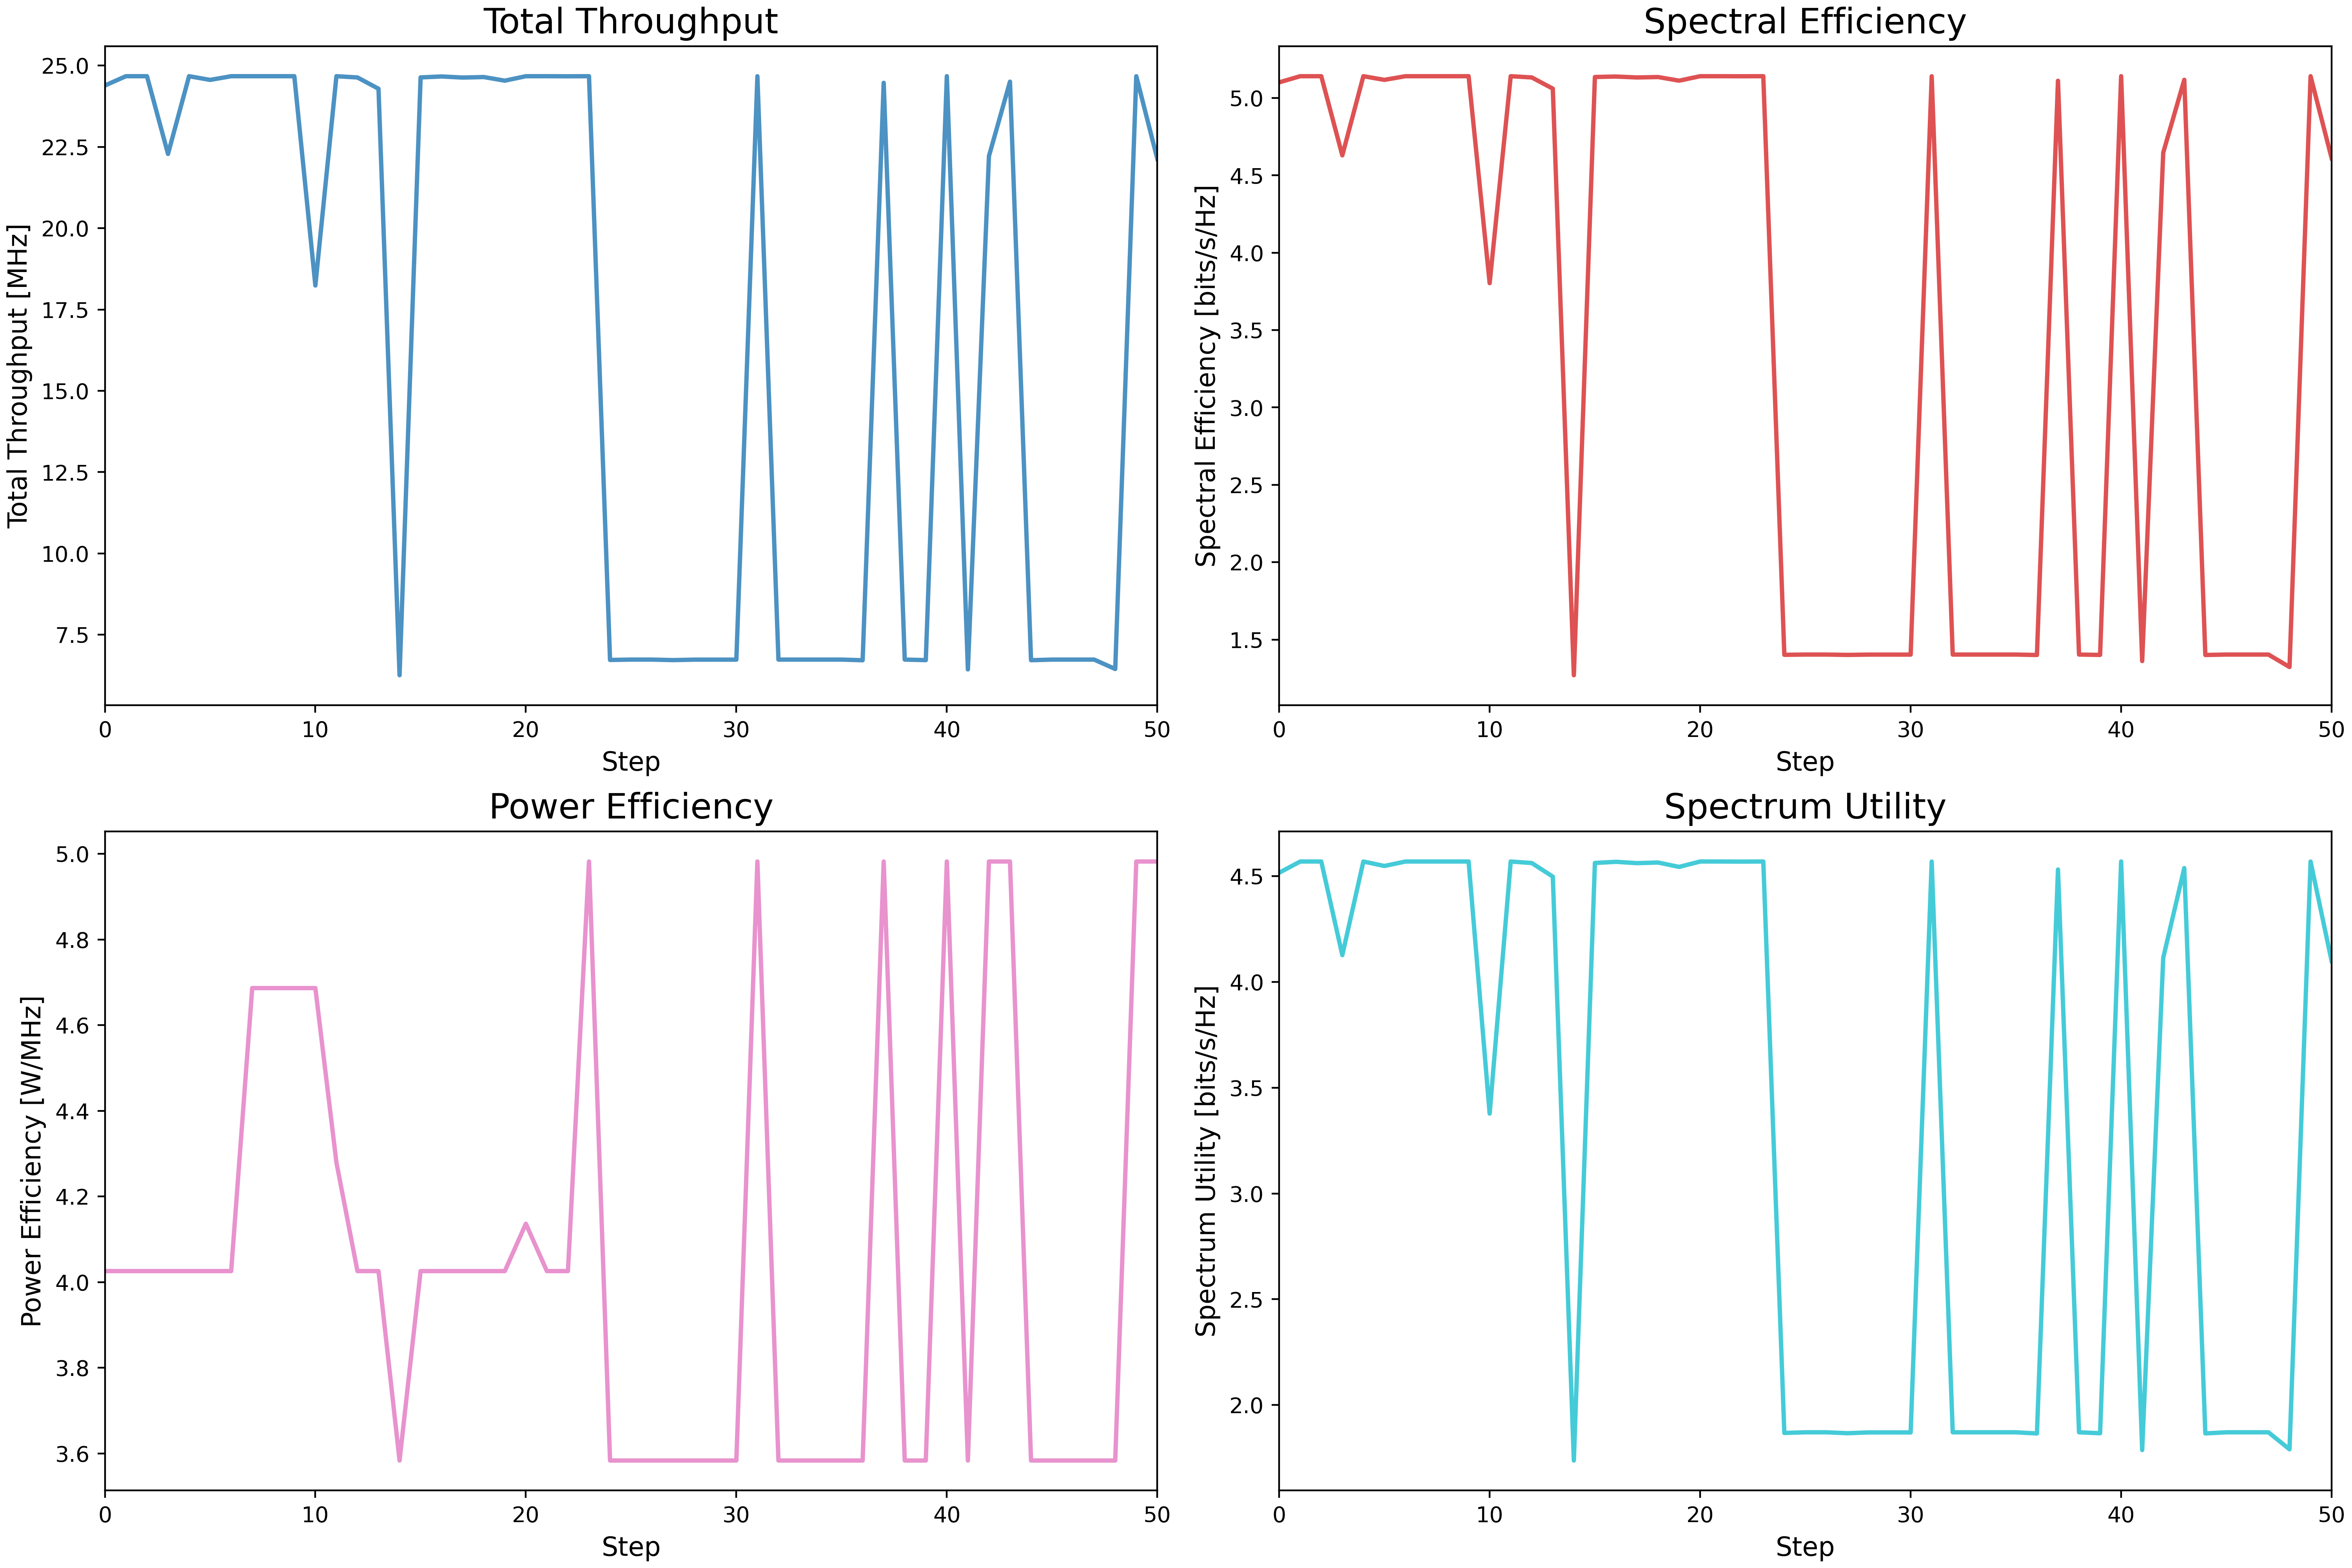 Total Throughput
Total Throughput [MHz]
25.0
22.5
20.0
17.5
15.0
12.5
10.0
7.5
0 10 20 30 40 50
Step
Spectral Efficiency
Spectral Efficiency [bits/s/Hz]
5.0
4.5
4.0
3.5
3.0
2.5
2.0
1.5
0 10 20 30 40 50
Step
Power Efficiency
Power Efficiency [W/MHz]
5.0
4.8
4.6
4.4
4.2
4.0
3.8
3.6
0 10 20 30 40 50
Step
Spectrum Utility
Spectrum Utility [bits/s/Hz]
4.5
4.0
3.5
3.0
2.5
2.0
0 10 20 30 40 50
Step